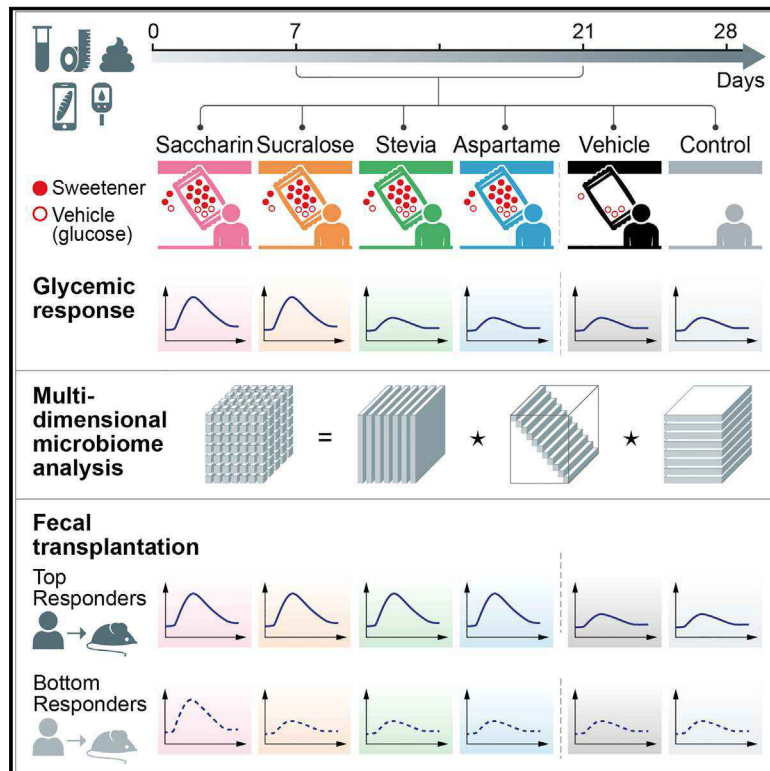 0 7 21 28
Days
Saccharin Sucralose Stevia Aspartame Vehicle Control
Sweetener
Vehicle
(glucose)
Glycemic
response
Multi-
dimensional
microbiome
analysis
=
Fecal
transplantation
Top
Responders
Bottom
Responders